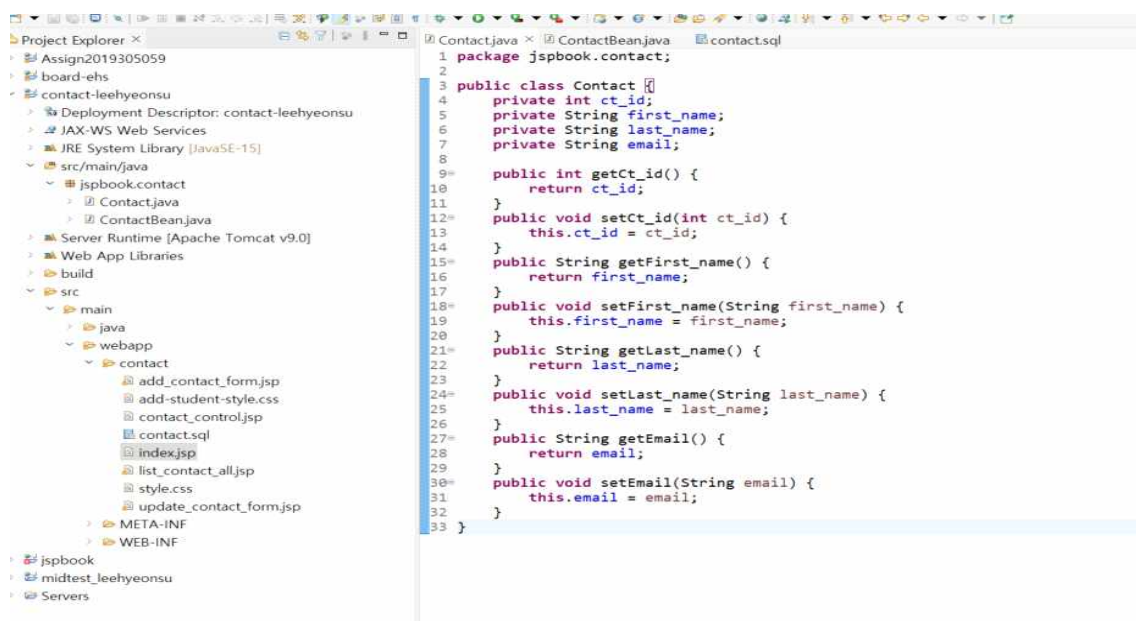 Project Explorer
Assign2019305059
board-ehs
contact-leehyeonsu
Deployment Descriptor: contact-leehyeonsu
JAX-WS Web Services
JRE System Library [JavaSE-15]
src/main/java
jspbook.contact
Contact.java
ContactBean.java
Server Runtime [Apache Tomcat v9.0]
Web App Libraries
build
src
main
java
webapp
contact
add_contact_form.jsp
add-student-style.css
contact_control.jsp
contact.sql
index.jsp
list_contact_all.jsp
style.css
update_contact_form.jsp
META-INF
WEB-INF
jspbook
midtest_leehyeonsu
Servers
Contact.java ContactBean.java contact.sql
1 package jspbook.contact;
2
3 public class Contact {
4 private int ct_id;
5 private String first_name;
6 private String last_name;
7 private String email;
8
9 public int getCt_id() {
10 return ct_id;
11 }
12 public void setCt_id(int ct_id) {
13 this.ct_id = ct_id;
14 }
15 public String getFirst_name() {
16 return first_name;
17 }
18 public void setFirst_name(String first_name) {
19 this.first_name = first_name;
20 }
21 public String getLast_name() {
22 return last_name;
23 }
24 public void setLast_name(String last_name) {
25 this.last_name = last_name;
26 }
27 public String getEmail() {
28 return email;
29 }
30 public void setEmail(String email) {
31 this.email = email;
32 }
33 }